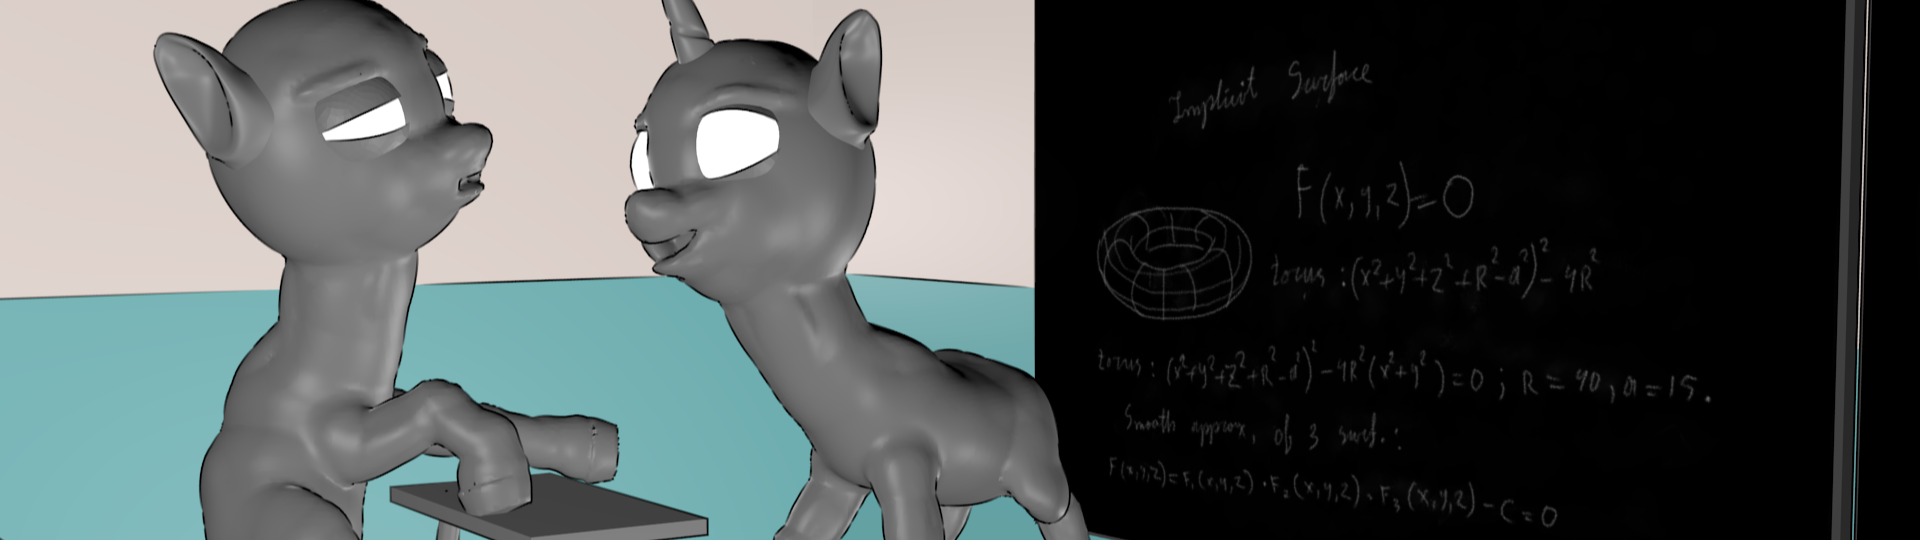 Implicit Surface
F(x,y,z)=0
torus : (x²+y²+z²+R²-a²)²-4R²
torus : (x²+y²+z²+R²-a²)²-4R²(x²+y²)=0 ; R=40, a=15.
Smooth approx. of 3 surf.:
F(x,y,z)=F₁(x,y,z)·F₂(x,y,z)·F₃(x,y,z)-C=0